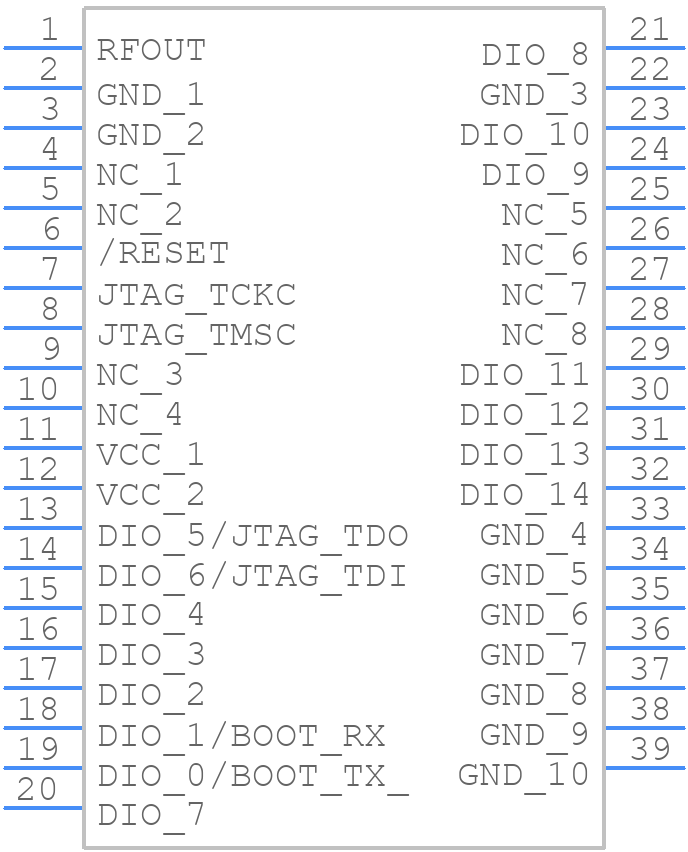 1 RFOUT DIO_8 21
2 GND_1 GND_3 22
3 GND_2 DIO_10 23
4 NC_1 DIO_9 24
5 NC_2 NC_5 25
6 /RESET NC_6 26
7 JTAG_TCKC NC_7 27
8 JTAG_TMSC NC_8 28
9 NC_3 DIO_11 29
10 NC_4 DIO_12 30
11 VCC_1 DIO_13 31
12 VCC_2 DIO_14 32
13 DIO_5/JTAG_TDO GND_4 33
14 DIO_6/JTAG_TDI GND_5 34
15 DIO_4 GND_6 35
16 DIO_3 GND_7 36
17 DIO_2 GND_8 37
18 DIO_1/BOOT_RX GND_9 38
19 DIO_0/BOOT_TX_ GND_10 39
20 DIO_7